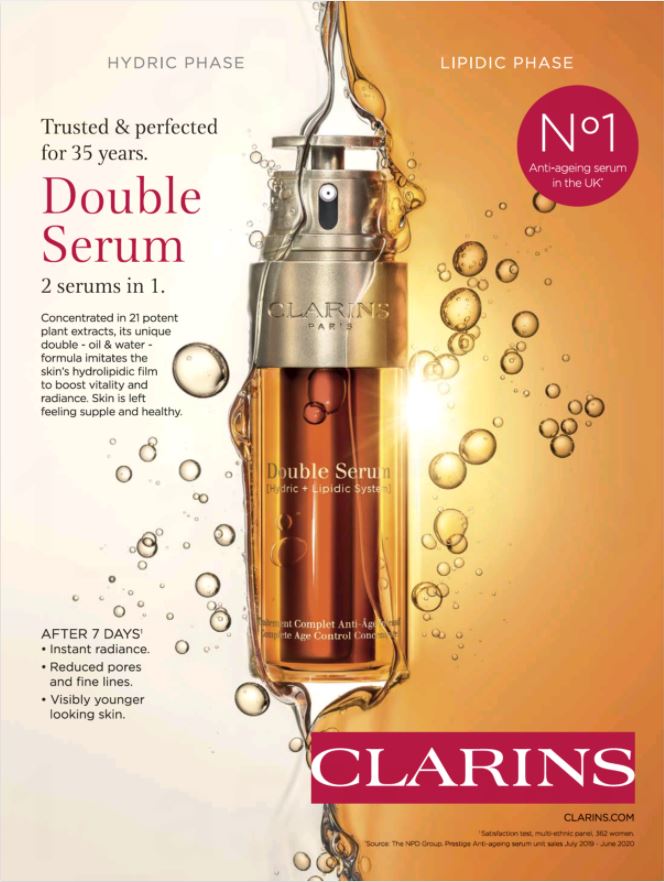 HYDRIC PHASE
LIPIDIC PHASE
Trusted & perfected
for 35 years.
Double
Serum
2 serums in 1.
Concentrated in 21 potent
plant extracts, its unique
double - oil & water -
formula imitates the
skin's hydrolipidic film
to boost vitality and
radiance. Skin is left
feeling supple and healthy.
Nº1
Anti-ageing serum
in the UK*
CLARINS
PARIS
Double Serum
[Hydric + Lipidic System]
Complet Anti-Âge
Age Control
AFTER 7 DAYS¹
• Instant radiance.
• Reduced pores
and fine lines.
• Visibly younger
looking skin.
CLARINS
CLARINS.COM
¹Satisfaction test, multi-ethnic panel, 362 women.
*Source: The NPD Group, Prestige Anti-ageing serum unit sales July 2019 - June 2020